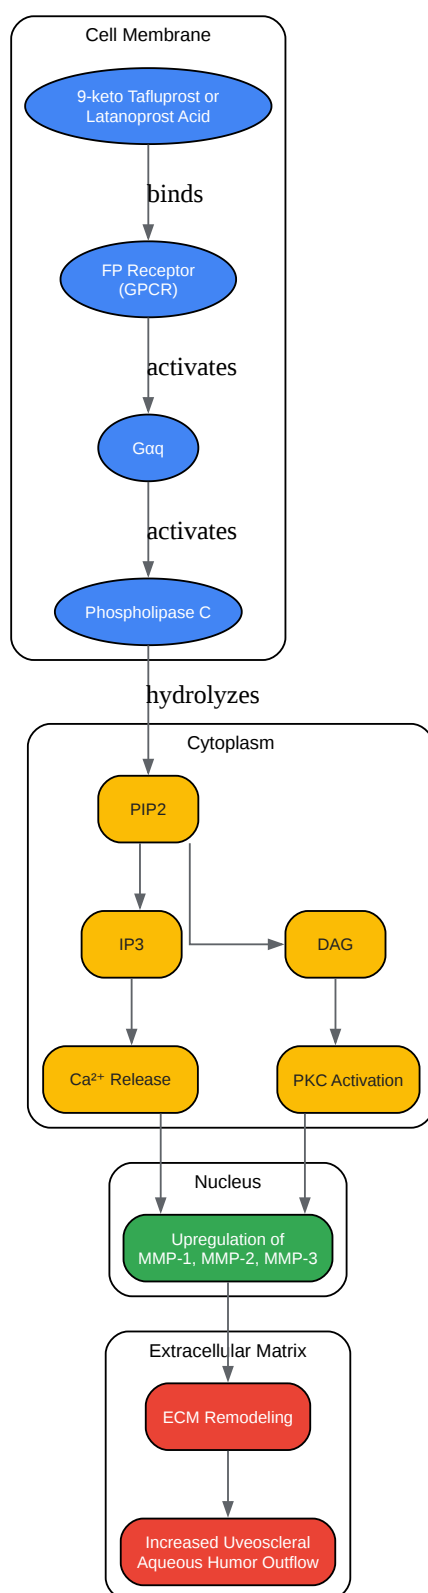 Cell Membrane
9-keto Tafluprost or
Latanoprost Acid
binds
FP Receptor
(GPCR)
activates
Gαq
activates
Phospholipase C
hydrolyzes
Cytoplasm
PIP2
IP3
DAG
Ca²⁺ Release
PKC Activation
Nucleus
Upregulation of
MMP-1, MMP-2, MMP-3
Extracellular Matrix
ECM Remodeling
Increased Uveoscleral
Aqueous Humor Outflow